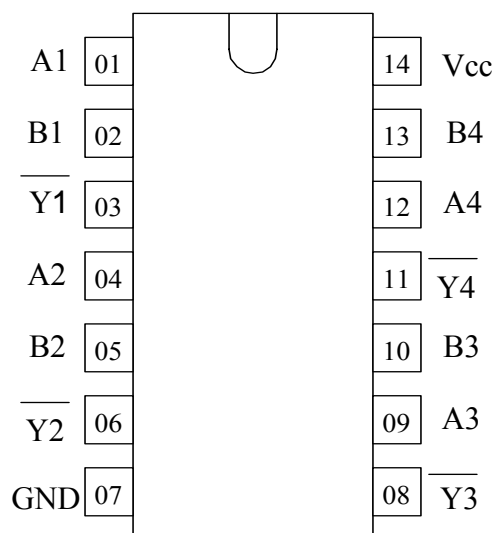 A1 01 14 Vcc
B1 02 13 B4
Y1 03 12 A4
A2 04 11 Y4
B2 05 10 B3
Y2 06 09 A3
GND 07 08 Y3